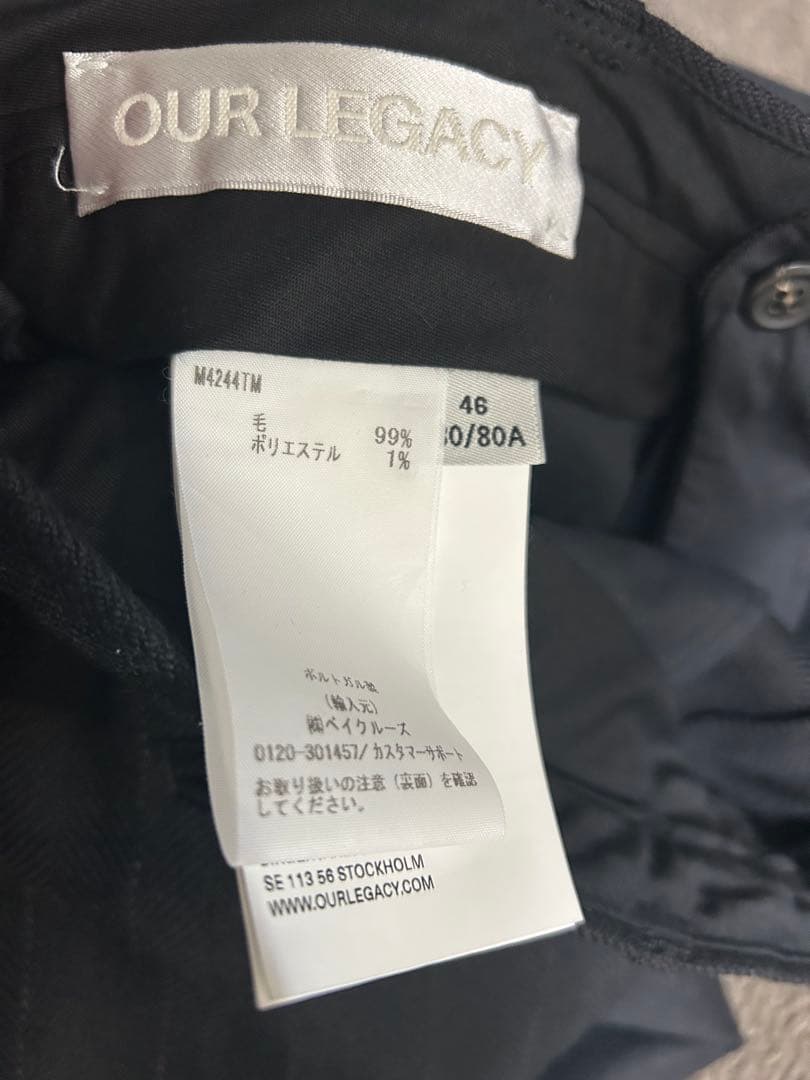 OUR LEGACY
M4244TM
46
0/80A
毛 99%
ポリエステル 1%
ポルトガル製
(輸入元)
㈱ベイクルーズ
0120-301457/カスタマーサポート
お取り扱いの注意(裏面)を確認
してください。
SE 113 56 STOCKHOLM
WWW.OURLEGACY.COM